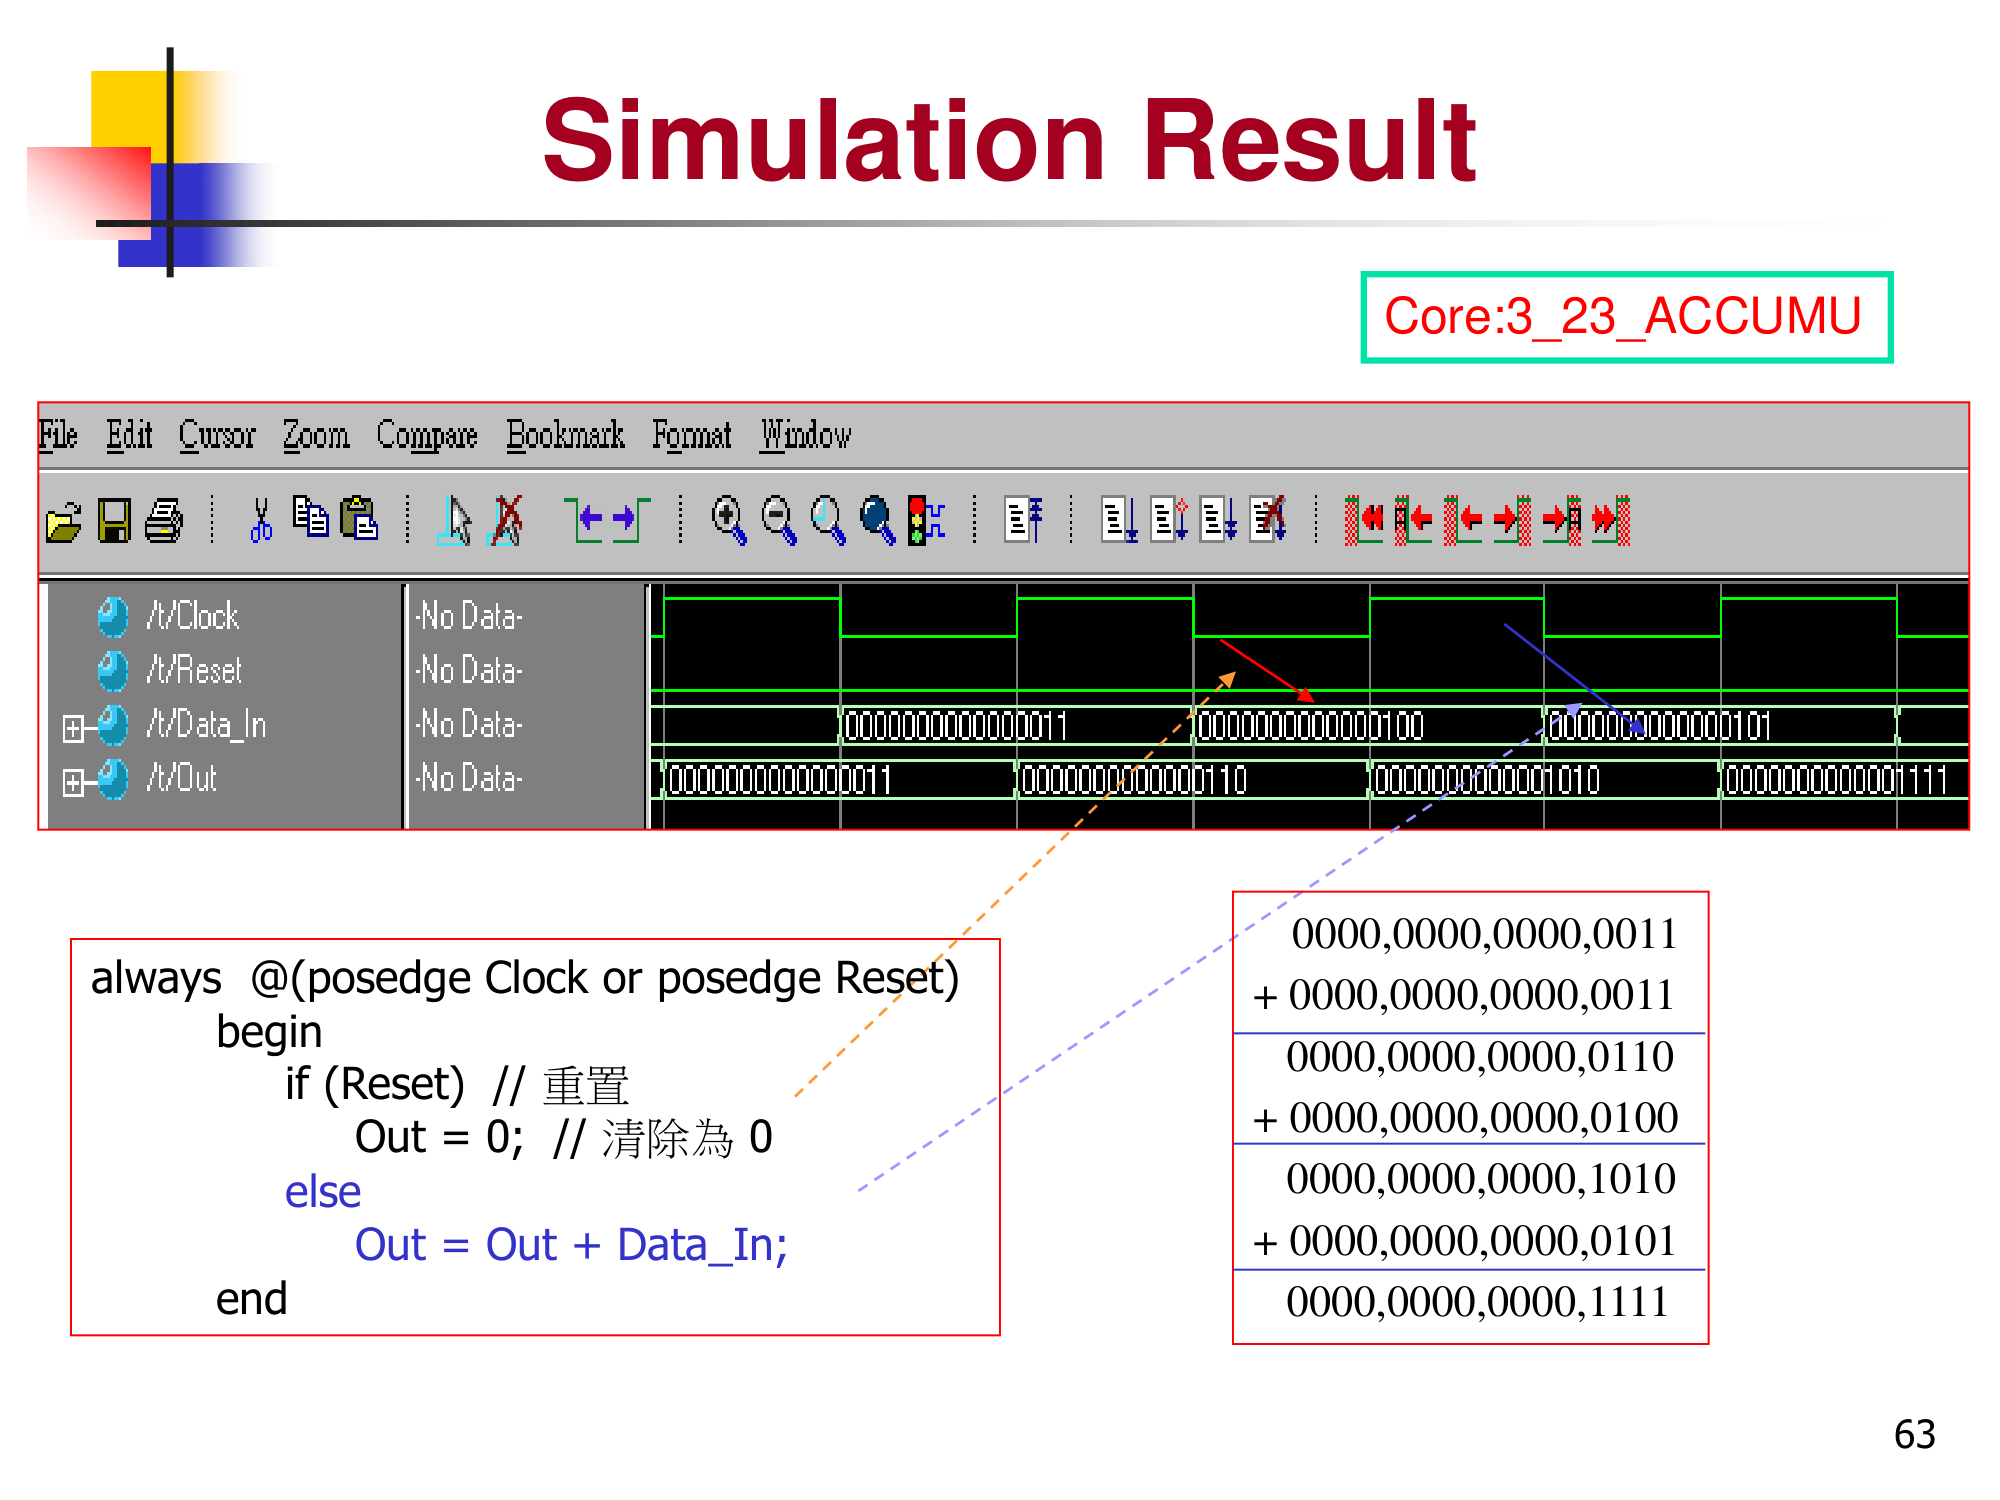 Simulation Result
Core:3_23_ACCUMU
File Edit Cursor Zoom Compare Bookmark Format Window
/t/Clock -No Data-
/t/Reset -No Data-
/t/Data_In -No Data- 0000000000000011 0000000000000100 0000000000000101
/t/Out -No Data- 0000000000000011 0000000000000110 0000000000001010 0000000000001111
always @(posedge Clock or posedge Reset)
begin
if (Reset) // 重置
Out = 0; // 清除為 0
else
Out = Out + Data_In;
end
0000,0000,0000,0011
+ 0000,0000,0000,0011
0000,0000,0000,0110
+ 0000,0000,0000,0100
0000,0000,0000,1010
+ 0000,0000,0000,0101
0000,0000,0000,1111
63